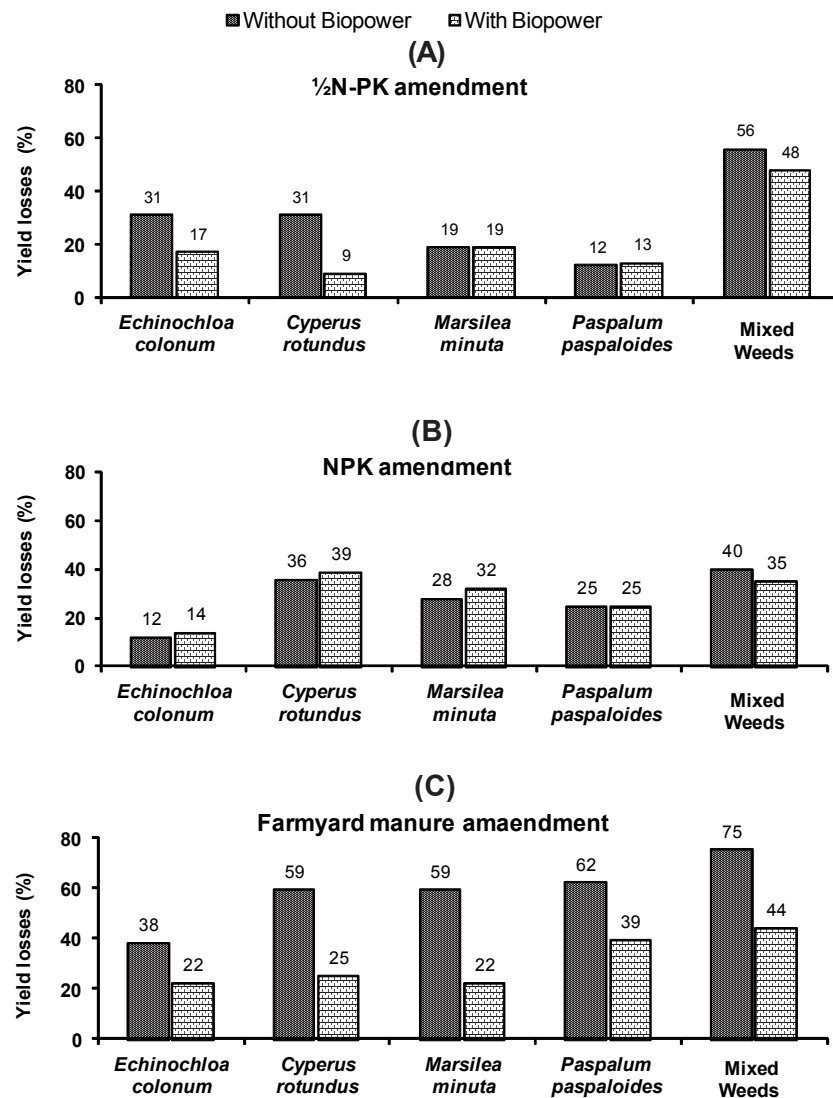 Without Biopower With Biopower
(A)
½N-PK amendment
Yield losses (%)
80
60
40
20
0
31
17
31
9
19
19
12
13
56
48
Echinochloa colonum
Cyperus rotundus
Marsilea minuta
Paspalum paspaloides
Mixed Weeds
(B)
NPK amendment
Yield losses (%)
80
60
40
20
0
12
14
36
39
28
32
25
25
40
35
Echinochloa colonum
Cyperus rotundus
Marsilea minuta
Paspalum paspaloides
Mixed Weeds
(C)
Farmyard manure amaendment
Yield losses (%)
80
60
40
20
0
38
22
59
25
59
22
62
39
75
44
Echinochloa colonum
Cyperus rotundus
Marsilea minuta
Paspalum paspaloides
Mixed Weeds